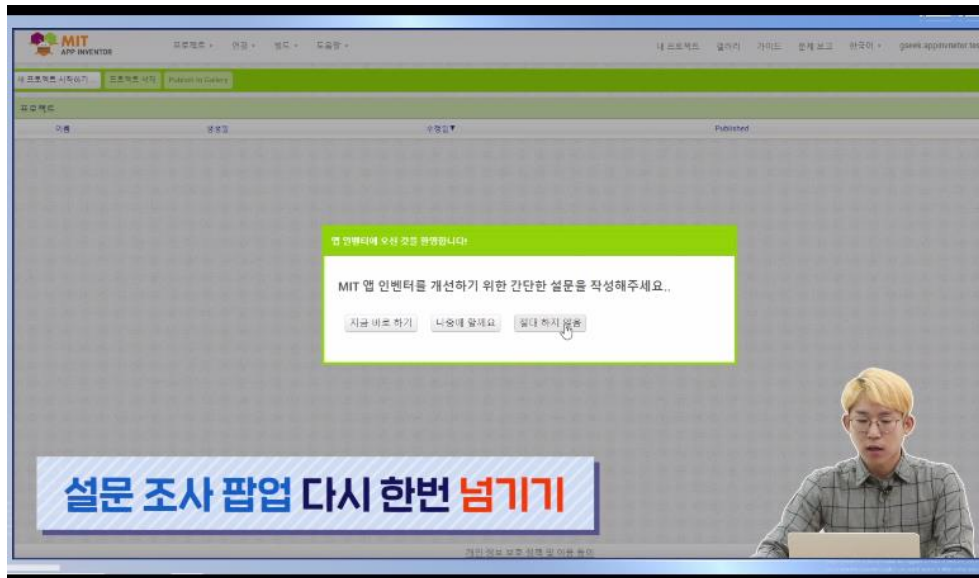 MIT
APP INVENTOR
프로젝트 연결 빌드 도움말
내 프로젝트 갤러리 가이드 문제 보고 한국어
새 프로젝트 시작하기 프로젝트 삭제 Publish to Gallery
프로젝트
이름 생성일 수정일▼ Published
앱 인벤터에 오신 것을 환영합니다!
MIT 앱 인벤터를 개선하기 위한 간단한 설문을 작성해주세요..
지금 바로 하기 나중에 할게요 절대 하지 않음
설문 조사 팝업 다시 한번 넘기기
개인 정보 보호 정책 및 이용 동의